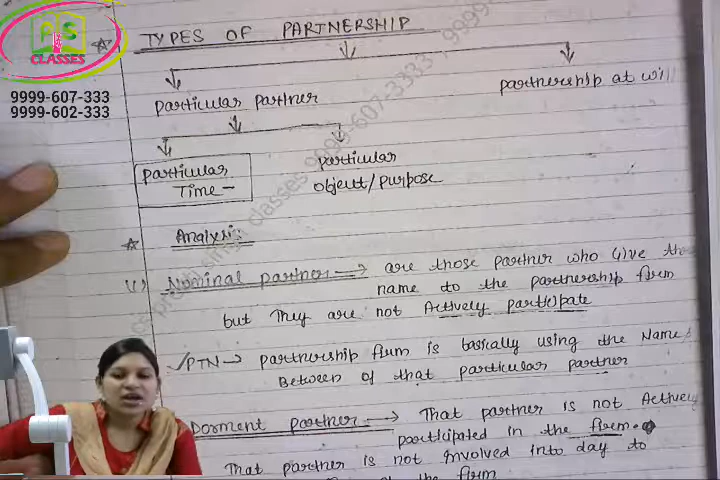 PS
CLASSES
9999-607-333
9999-602-333
TYPES OF PARTNERSHIP
particular partner
partnership at will
particular Time -
particular object/purpose
Analysis:
(1) Nominal partner → are those partner who Give
name to the partnership firm
but They are not Actively participate
PTN → partnership firm is basically using the Name
Between of that particular partner
Dorment partner → That partner is not Actively
participated in the firm.
That partner is not involved into day to
the firm